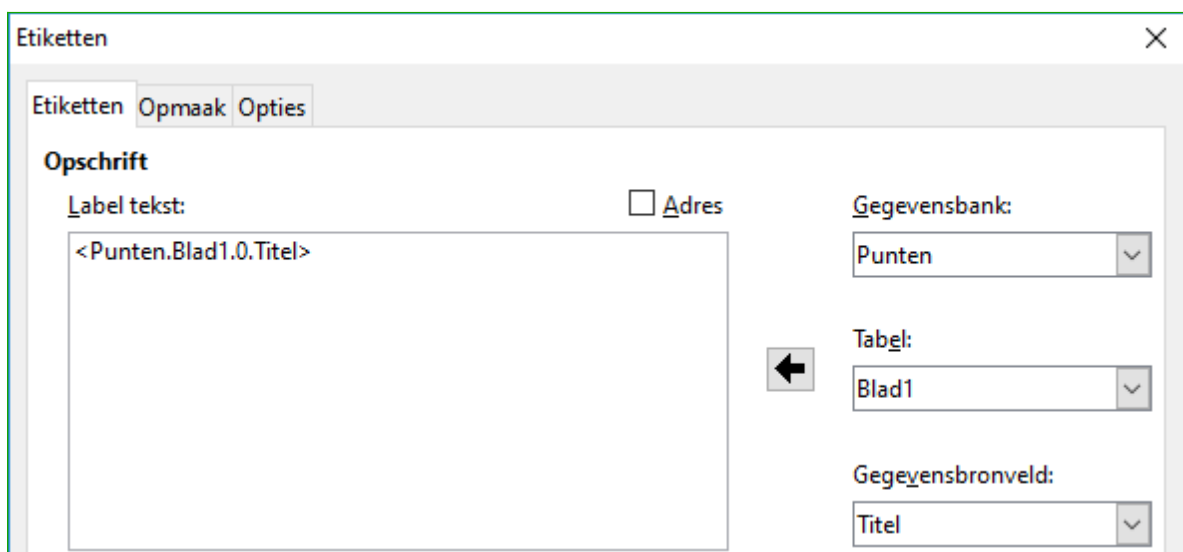 Etiketten
Etiketten Opmaak Opties
Opschrift
Label tekst: Adres Gegevensbank:
<Punten.Blad1.0.Titel> Punten
Tabel:
Blad1
Gegevensbronveld:
Titel